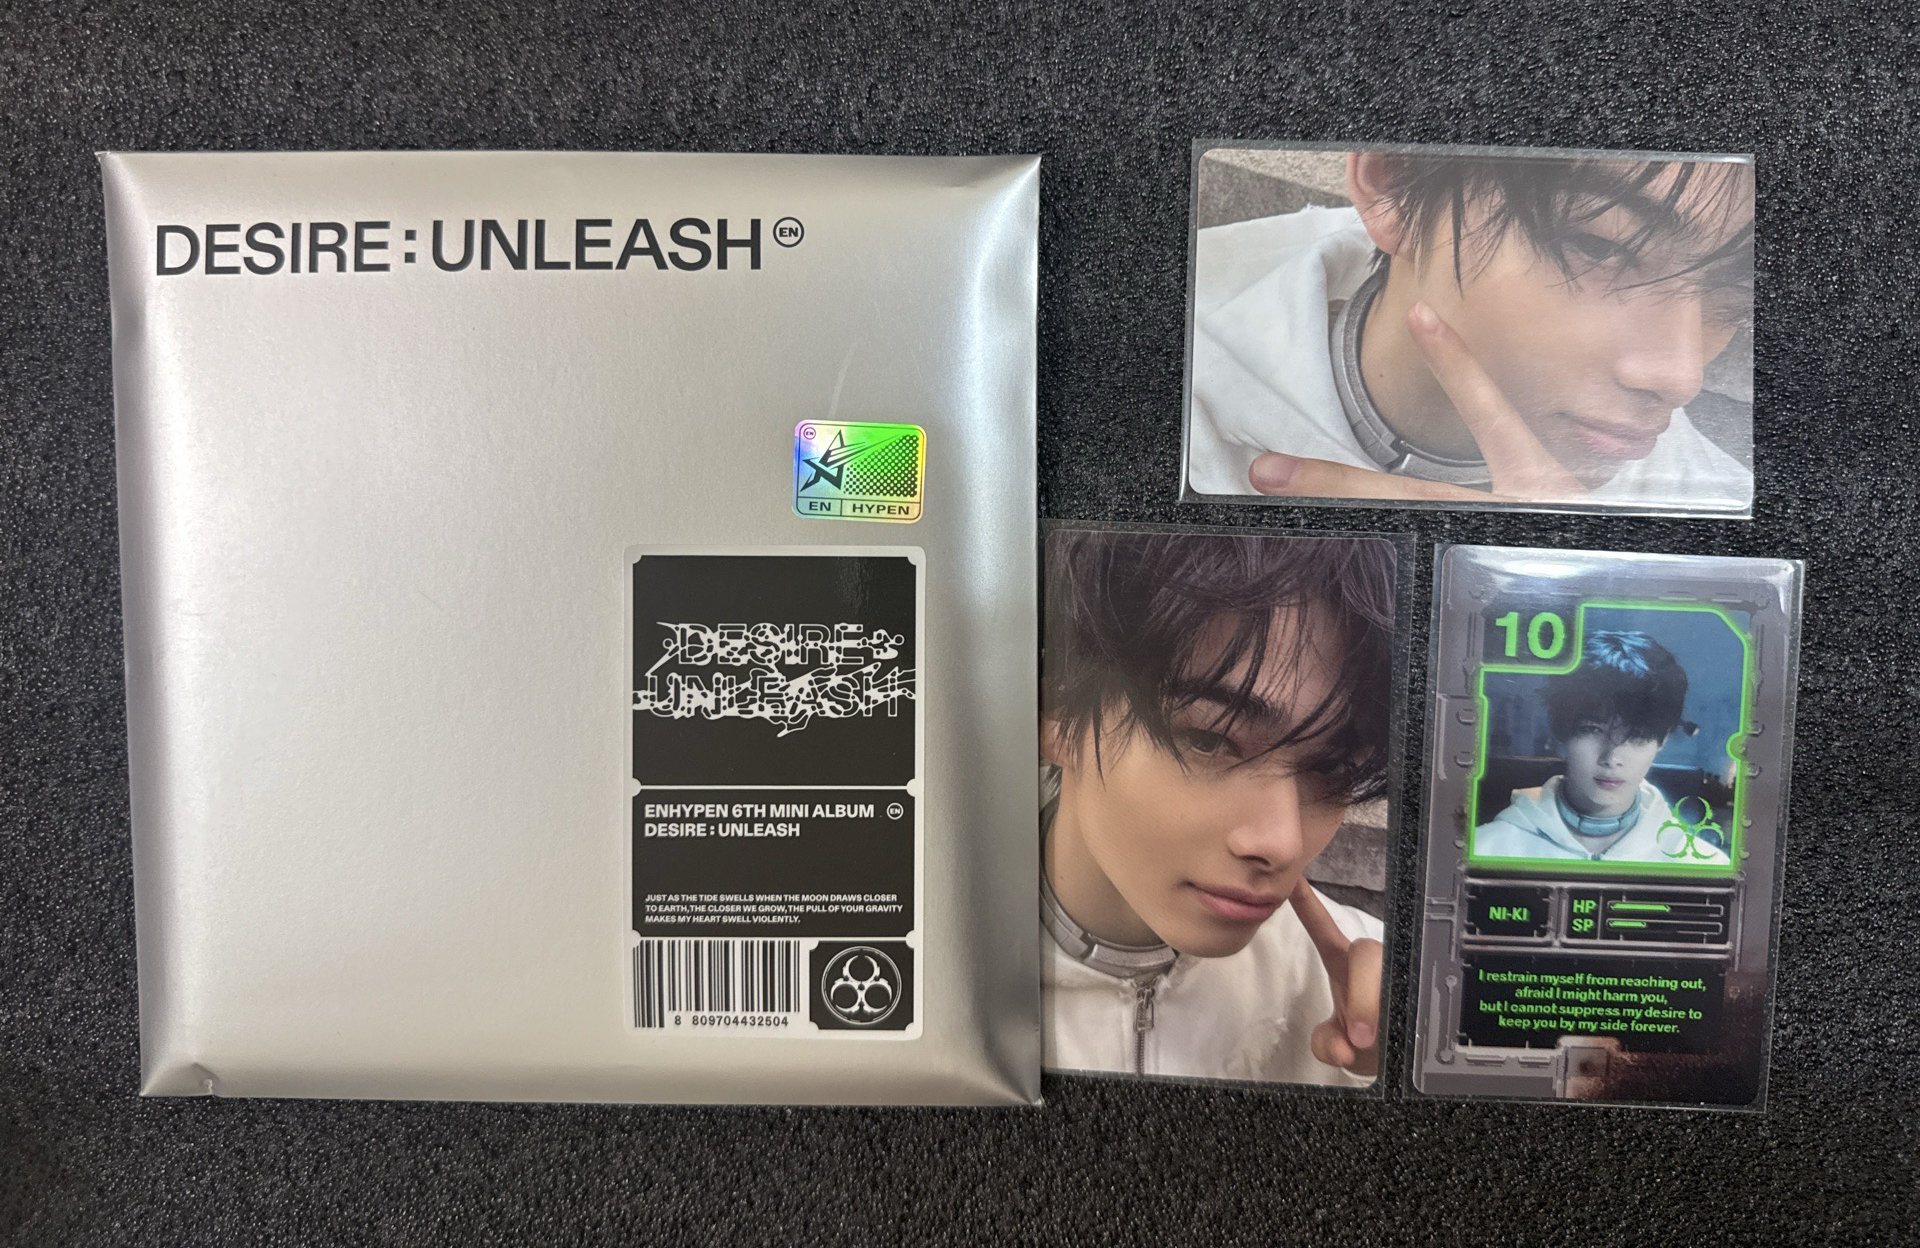 DESIRE : UNLEASH EN
EN
EN HYPEN
DESIRE
UNLEASH
ENHYPEN 6TH MINI ALBUM EN
DESIRE : UNLEASH
JUST AS THE TIDE SWELLS WHEN THE MOON DRAWS CLOSER
TO EARTH, THE CLOSER WE GROW, THE PULL OF YOUR GRAVITY
MAKES MY HEART SWELL VIOLENTLY.
8 809704432504
10
NI-KI
HP
SP
I restrain myself from reaching out,
afraid I might harm you,
but I cannot suppress my desire to
keep you by my side forever.